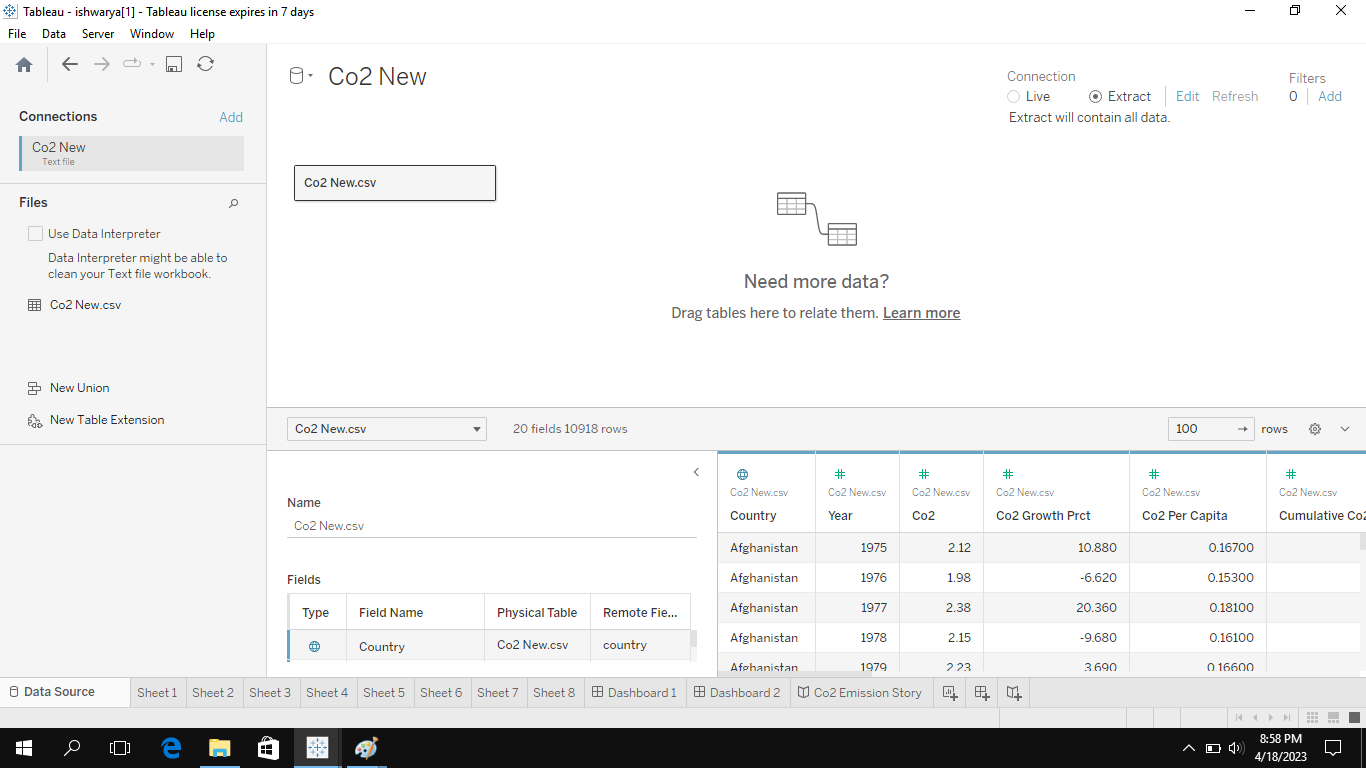 Tableau - ishwarya[1] - Tableau license expires in 7 days
File Data Server Window Help
Connections Add
Co2 New
Text file
Files
Use Data Interpreter
Data Interpreter might be able to
clean your Text file workbook.
Co2 New.csv
New Union
New Table Extension
Co2 New
Connection
Live Extract Edit Refresh
Extract will contain all data.
Filters
0 Add
Co2 New.csv
Need more data?
Drag tables here to relate them. Learn more
Co2 New.csv 20 fields 10918 rows 100 rows
Name
Co2 New.csv
Fields
Type Field Name Physical Table Remote Fie...
Country Co2 New.csv country
Co2 New.csv Co2 New.csv Co2 New.csv Co2 New.csv Co2 New.csv Co2 New.csv
Country Year Co2 Co2 Growth Prct Co2 Per Capita Cumulative Co2
Afghanistan 1975 2.12 10.880 0.16700
Afghanistan 1976 1.98 -6.620 0.15300
Afghanistan 1977 2.38 20.360 0.18100
Afghanistan 1978 2.15 -9.680 0.16100
Afghanistan 1979 2.23 3.690 0.16600
Data Source Sheet 1 Sheet 2 Sheet 3 Sheet 4 Sheet 5 Sheet 6 Sheet 7 Sheet 8 Dashboard 1 Dashboard 2 Co2 Emission Story
8:58 PM
4/18/2023